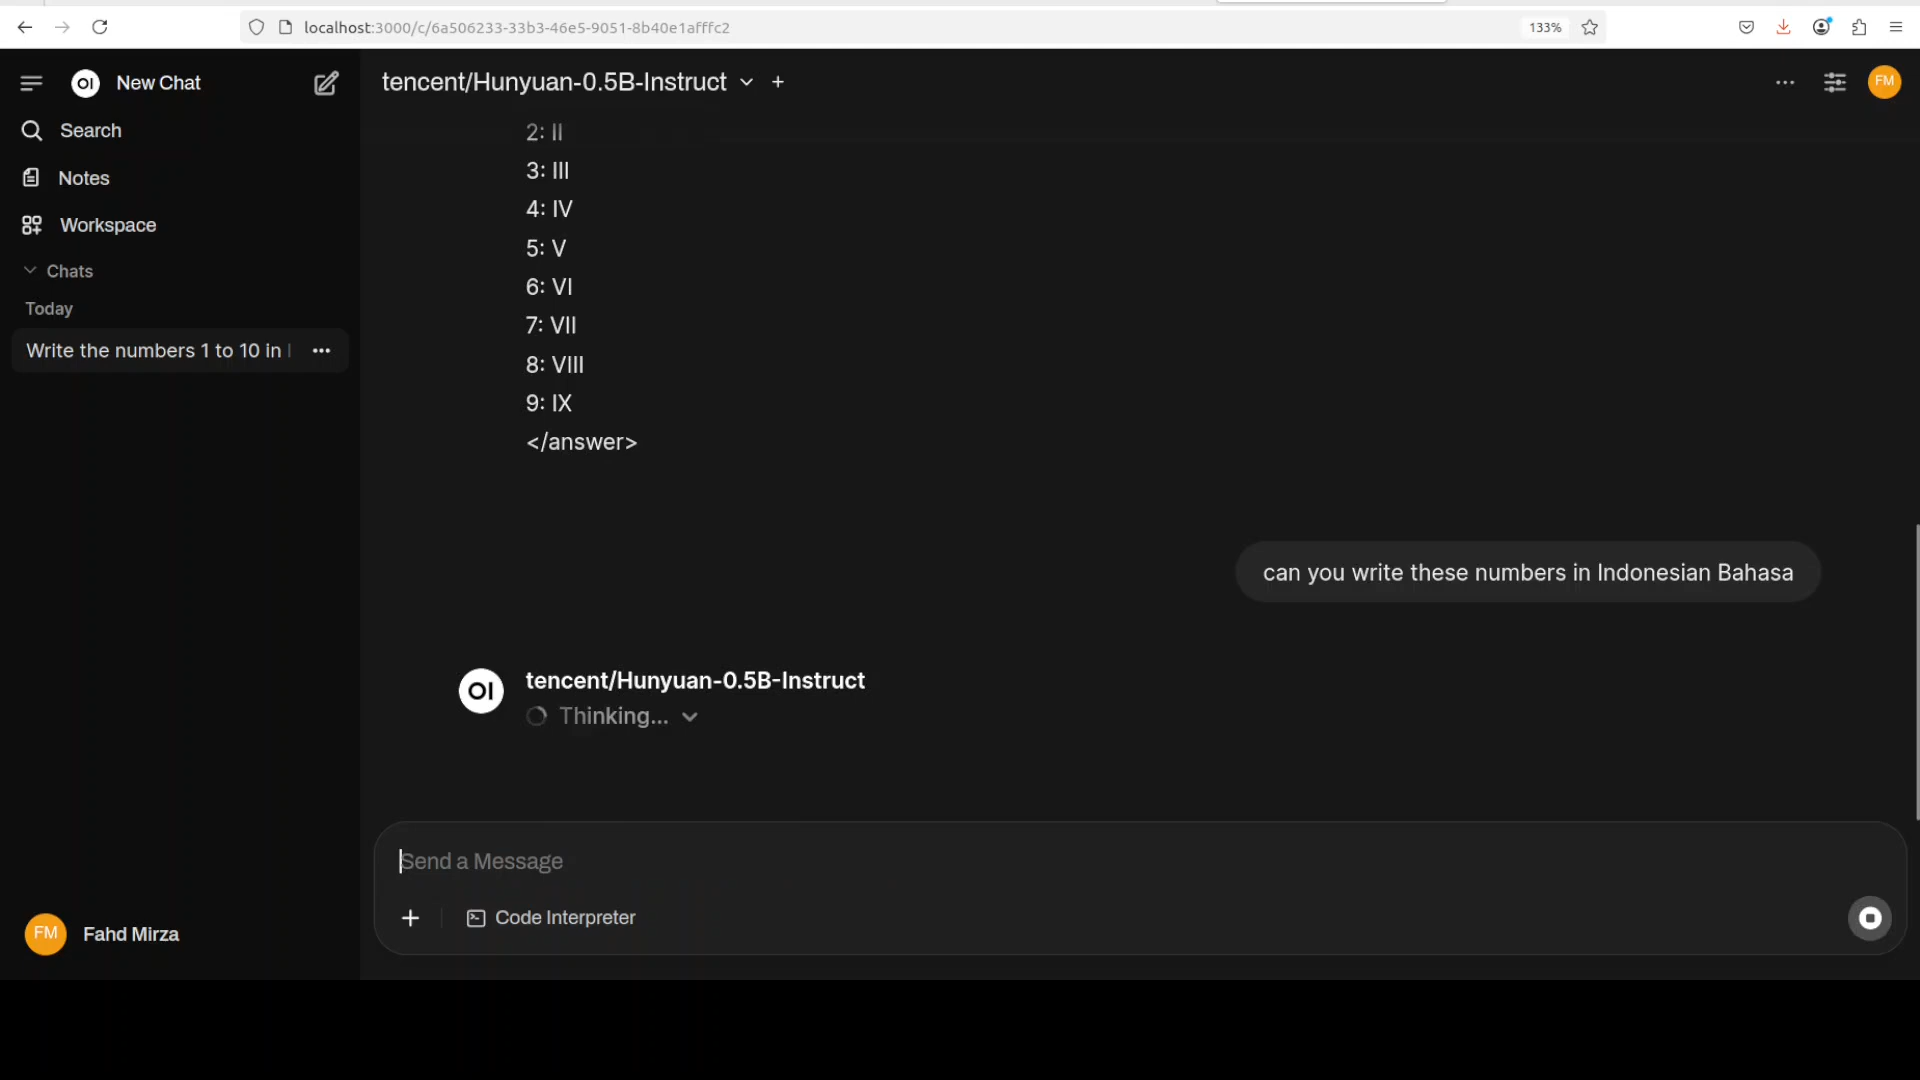 localhost:3000/c/6a506233-33b3-46e5-9051-8b40e1afffc2
133%
OI New Chat
Search
Notes
Workspace
Chats
Today
Write the numbers 1 to 10 in
FM Fahd Mirza
tencent/Hunyuan-0.5B-Instruct
FM
2: II
3: III
4: IV
5: V
6: VI
7: VII
8: VIII
9: IX
</answer>
can you write these numbers in Indonesian Bahasa
OI tencent/Hunyuan-0.5B-Instruct
Thinking...
Send a Message
Code Interpreter